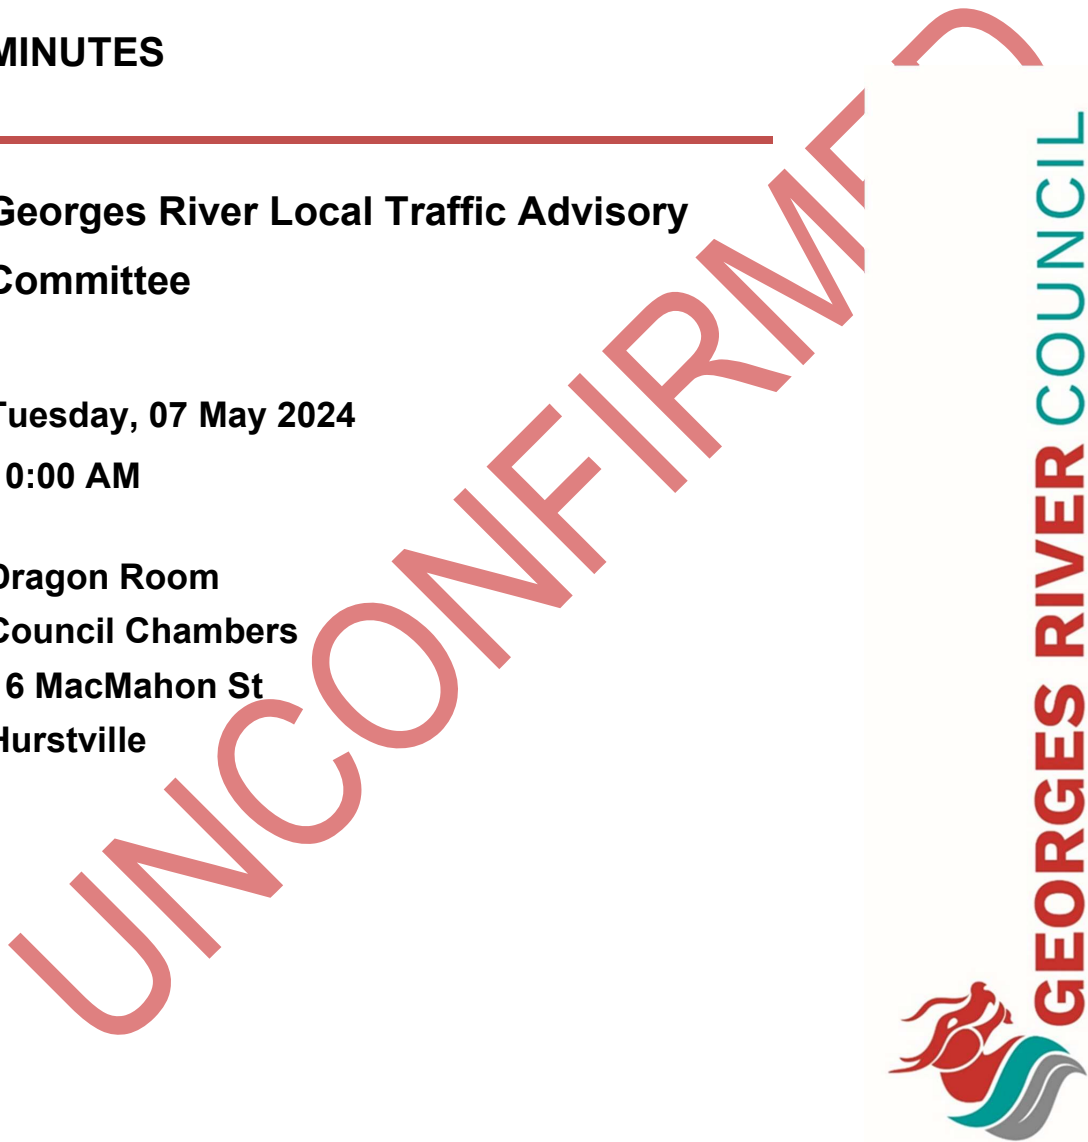 MINUTES
Georges River Local Traffic Advisory
Committee
Tuesday, 07 May 2024
0:00 AM
Dragon Room
Council Chambers
6 MacMahon St
Hurstville
UNCONFIRMED
GEORGES RIVER COUNCIL